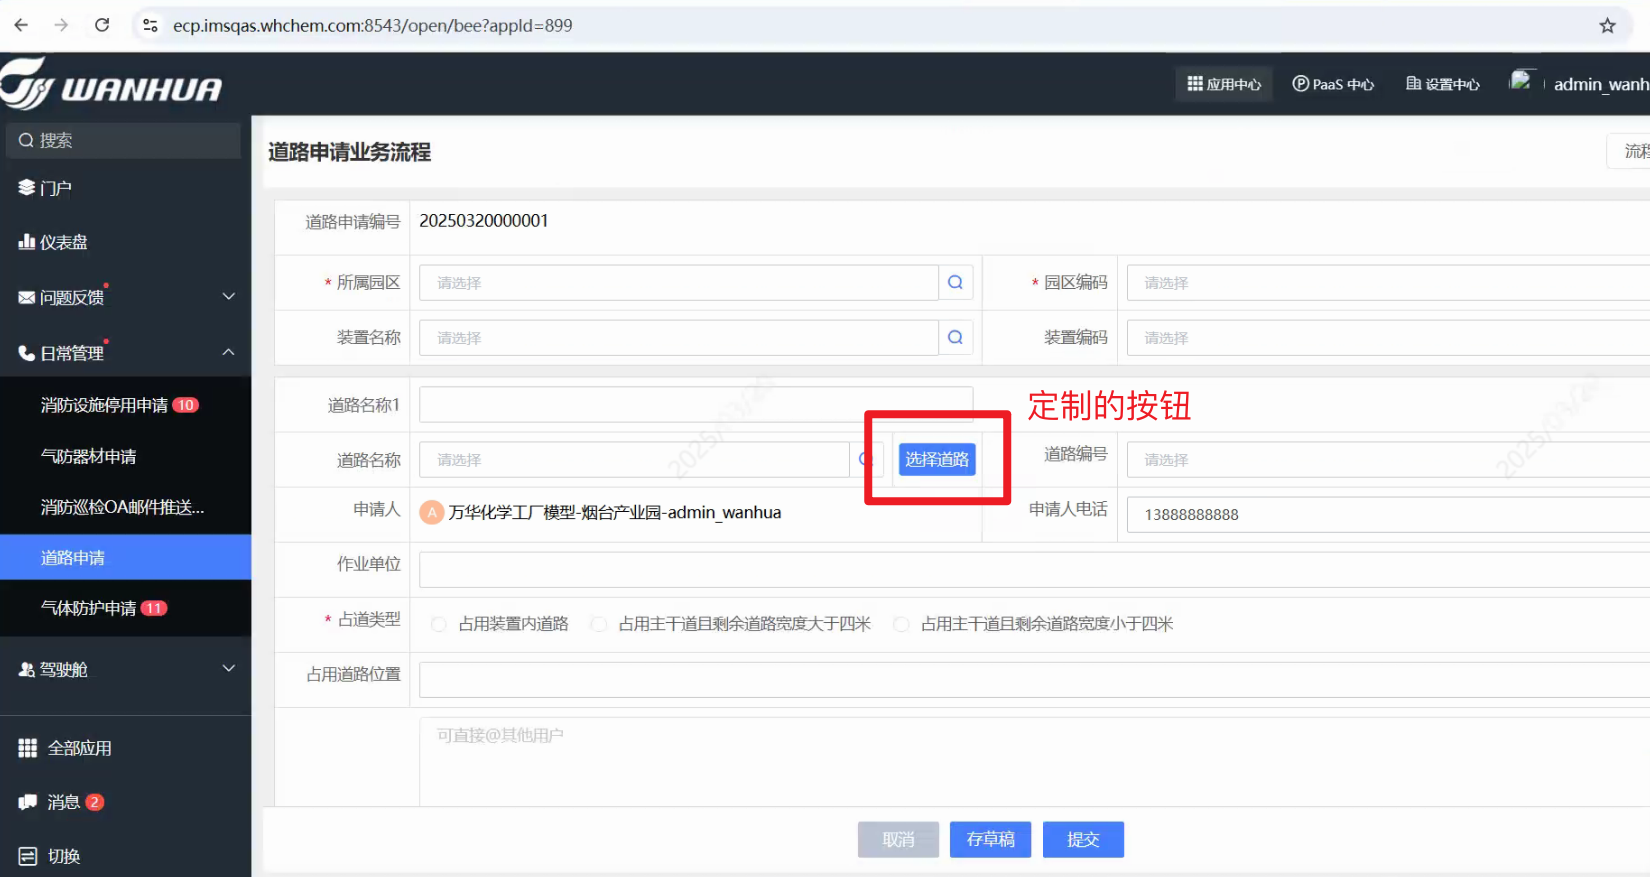 ecp.imsqas.whchem.com:8543/open/bee?appId=899
WANHUA
应用中心
PaaS 中心
设置中心
admin_wanh
搜索
道路申请业务流程
流程
门户
道路申请编号 20250320000001
仪表盘
* 所属园区 请选择
* 园区编码 请选择
问题反馈
装置名称 请选择
装置编码 请选择
日常管理
消防设施停用申请 10
道路名称1
定制的按钮
气防器材申请
道路名称 请选择
选择道路
道路编号 请选择
消防巡检OA邮件推送...
申请人 A 万华化学工厂模型-烟台产业园-admin_wanhua
申请人电话 13888888888
道路申请
作业单位
气体防护申请 11
* 占道类型 占用装置内道路 占用主干道且剩余道路宽度大于四米 占用主干道且剩余道路宽度小于四米
驾驶舱
占用道路位置
全部应用
可直接@其他用户
消息 2
取消
存草稿
提交
切换
2025/03/20
2025/03/20